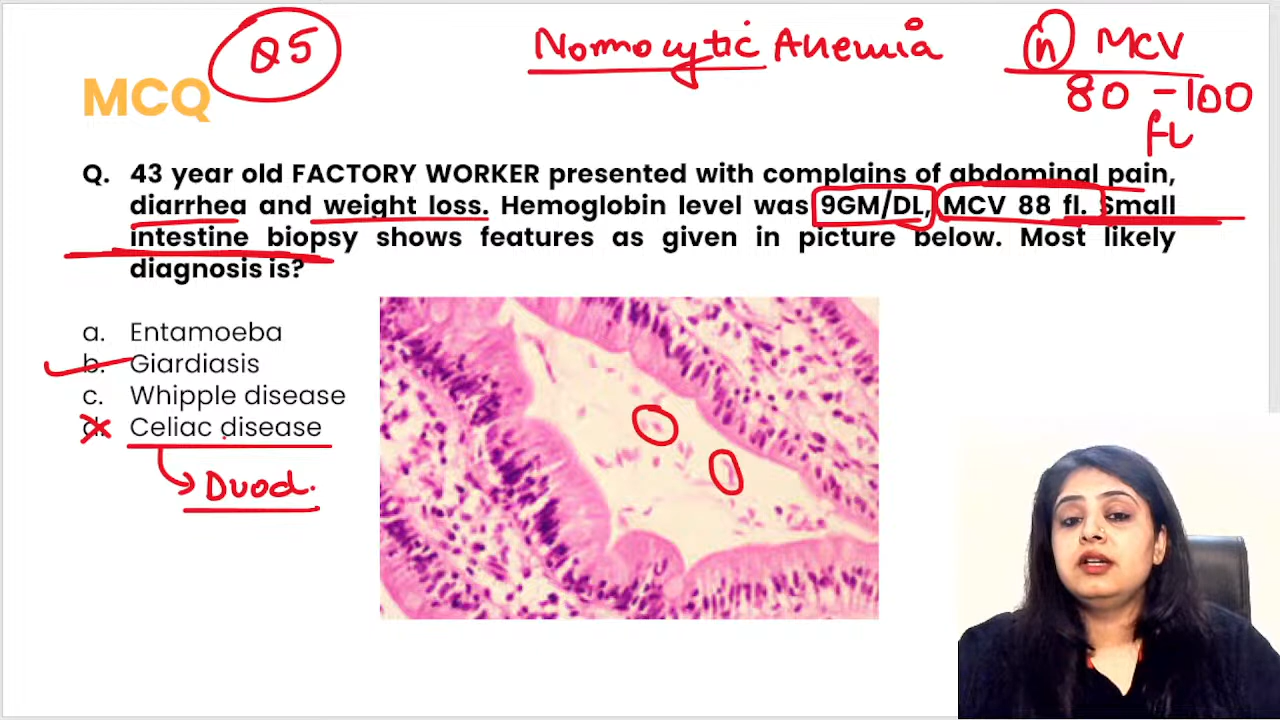 Q5
Normocytic Anemia
n MCV
80 - 100
fL
MCQ
Q. 43 year old FACTORY WORKER presented with complains of abdominal pain,
diarrhea and weight loss. Hemoglobin level was 9GM/DL, MCV 88 fl. Small
intestine biopsy shows features as given in picture below. Most likely
diagnosis is?
a. Entamoeba
b. Giardiasis
c. Whipple disease
d. Celiac disease
Duod.